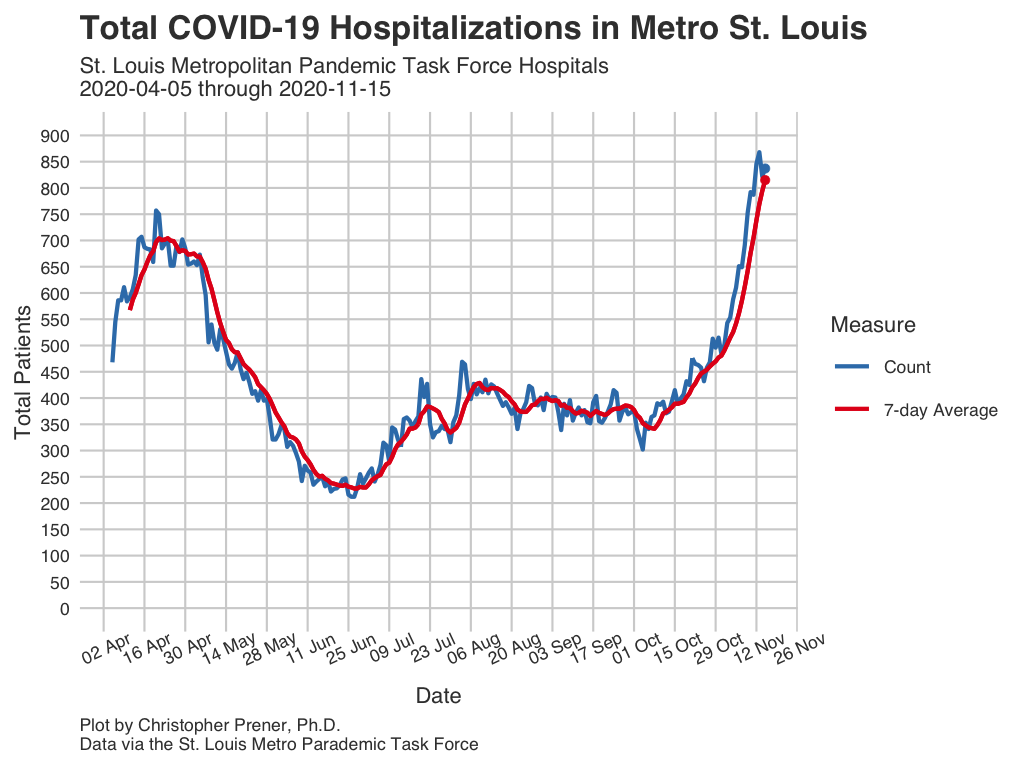 Total COVID-19 Hospitalizations in Metro St. Louis
St. Louis Metropolitan Pandemic Task Force Hospitals
2020-04-05 through 2020-11-15
900
850
800
750
700
650
600
550
500
450
400
350
300
250
200
150
100
50
0
Total Patients
02 Apr
16 Apr
30 Apr
14 May
28 May
11 Jun
25 Jun
09 Jul
23 Jul
06 Aug
20 Aug
03 Sep
17 Sep
01 Oct
15 Oct
29 Oct
12 Nov
26 Nov
Date
Measure
Count
7-day Average
Plot by Christopher Prener, Ph.D.
Data via the St. Louis Metro Parademic Task Force